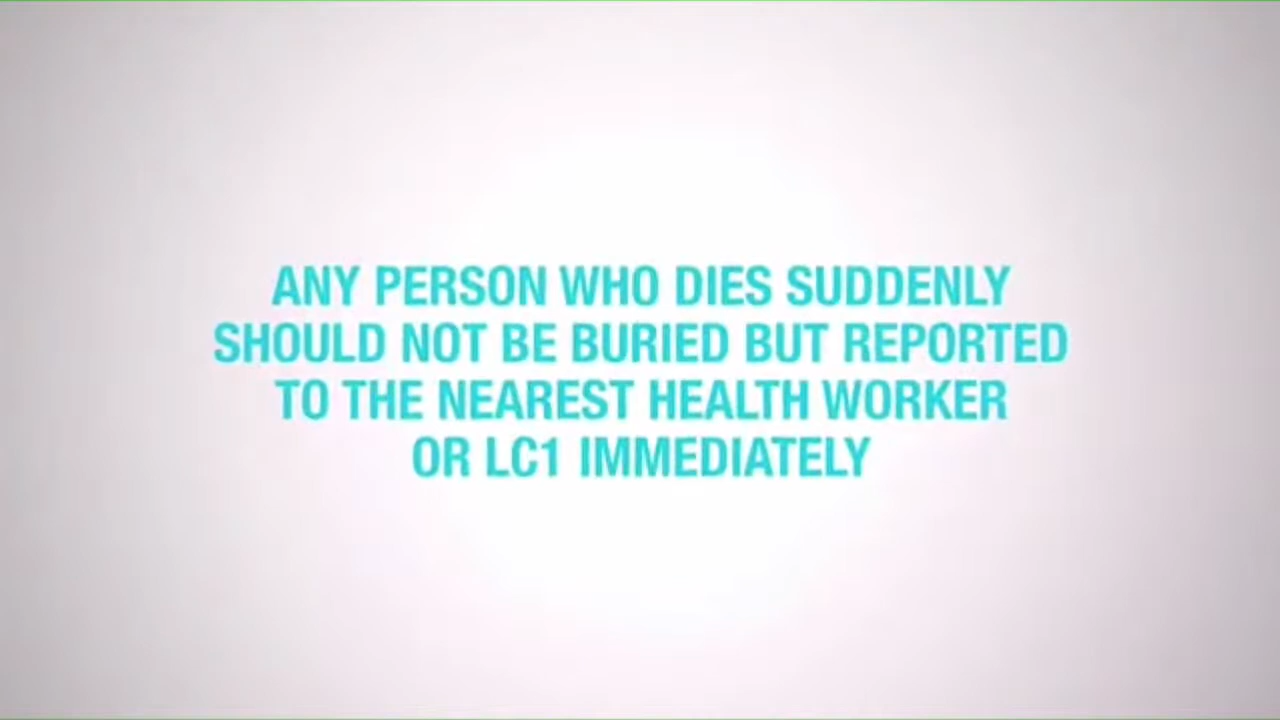 ANY PERSON WHO DIES SUDDENLY
SHOULD NOT BE BURIED BUT REPORTED
TO THE NEAREST HEALTH WORKER
OR LC1 IMMEDIATELY